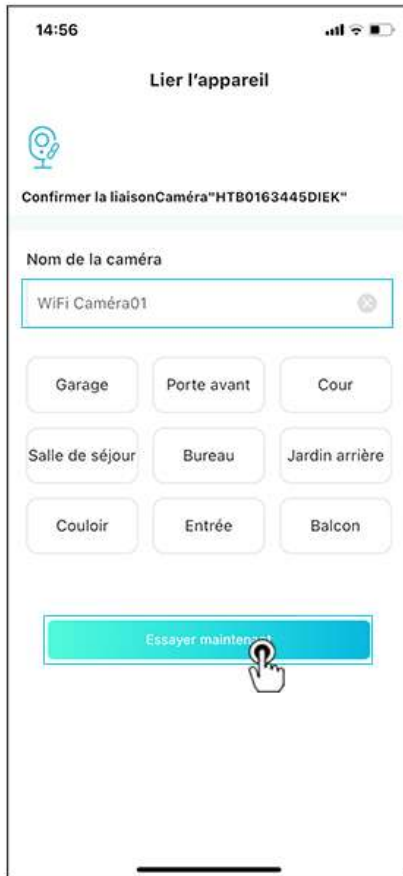 14:56
Lier l'appareil
Confirmer la liaisonCaméra"HTB0163445DIEK"
Nom de la caméra
WiFi Caméra01
Garage Porte avant Cour
Salle de séjour Bureau Jardin arrière
Couloir Entrée Balcon
Essayer maintenant